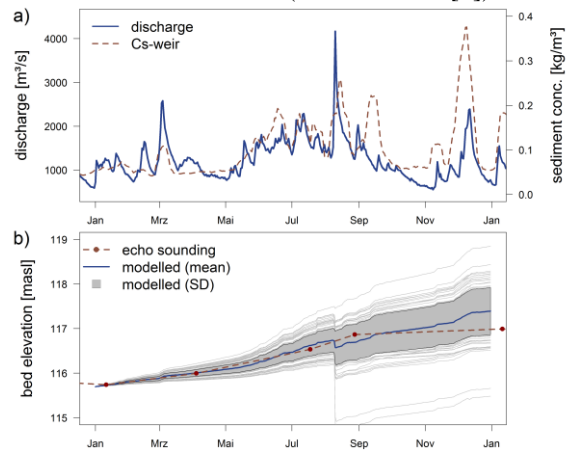 a)
discharge
Cs-weir
discharge [m³/s]
4000
3000
2000
1000
sediment conc. [kg/m³]
0.4
0.3
0.2
0.1
0.0
Jan Mrz Mai Jul Sep Nov Jan
b)
echo sounding
modelled (mean)
modelled (SD)
bed elevation [masl]
119
118
117
116
115
Jan Mrz Mai Jul Sep Nov Jan